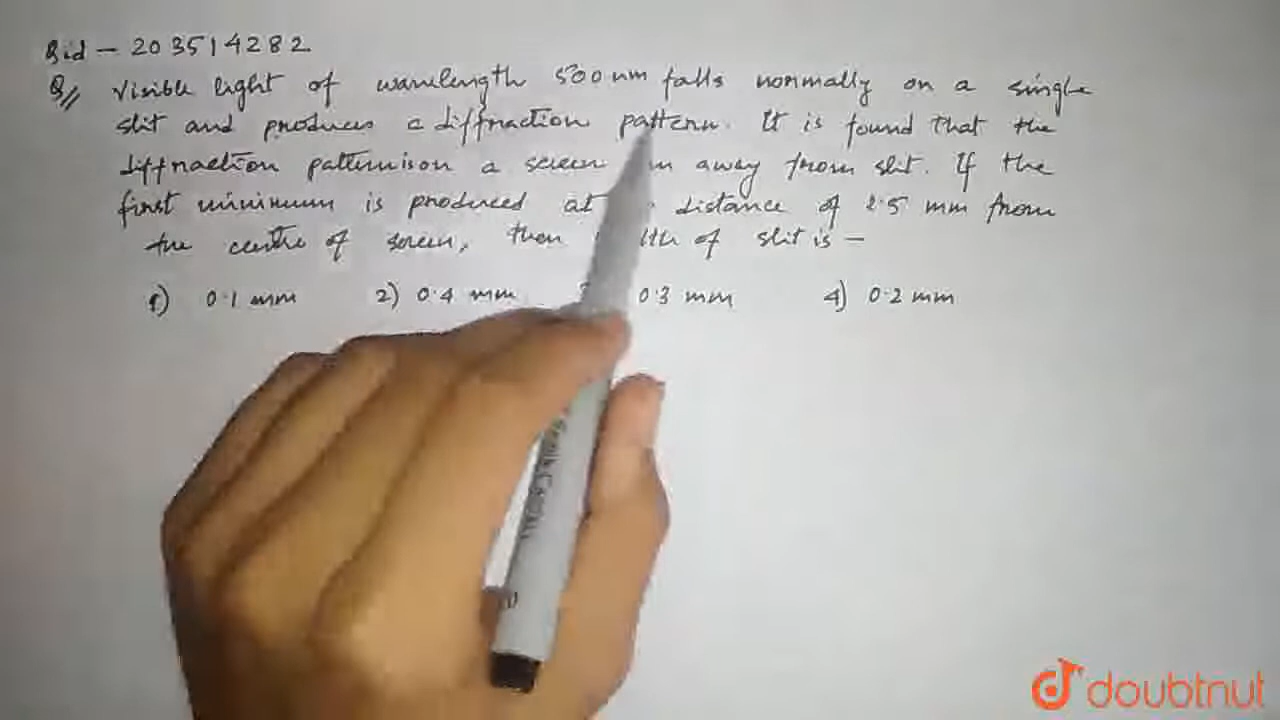 Qid - 203514282
Q// Visible light of wavelength 500 nm falls normally on a single
slit and produces a diffraction pattern. It is found that the
diffraction pattern is on a screen m away from slit. If the
first minimum is produced at distance of 2.5 mm from
the centre of screen, then of slit is -
1) 0.1 mm 2) 0.4 mm 0.3 mm 4) 0.2 mm
doubtnut